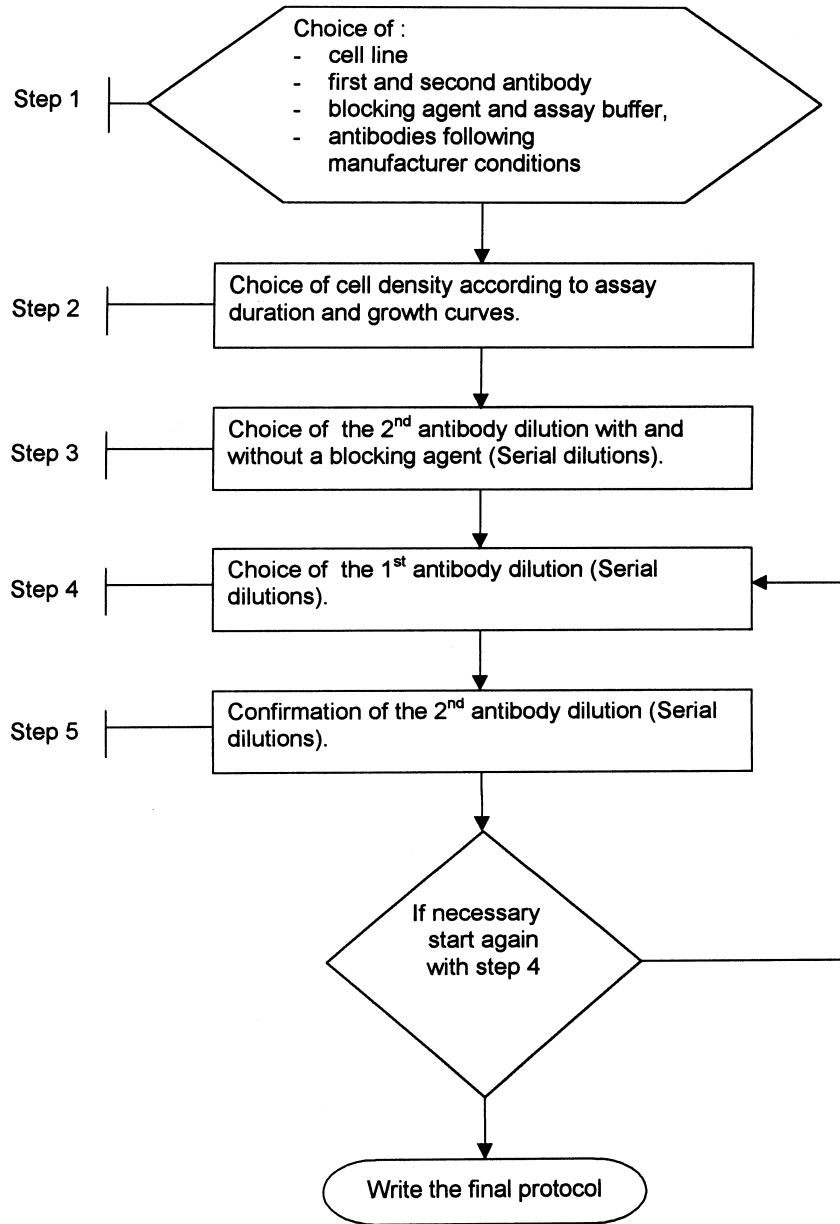 Choice of :
- cell line
- first and second antibody
- blocking agent and assay buffer,
- antibodies following
manufacturer conditions
Step 1
Choice of cell density according to assay
duration and growth curves.
Step 2
Choice of the 2nd antibody dilution with and
without a blocking agent (Serial dilutions).
Step 3
Choice of the 1st antibody dilution (Serial
dilutions).
Step 4
Confirmation of the 2nd antibody dilution (Serial
dilutions).
Step 5
If necessary
start again
with step 4
Write the final protocol